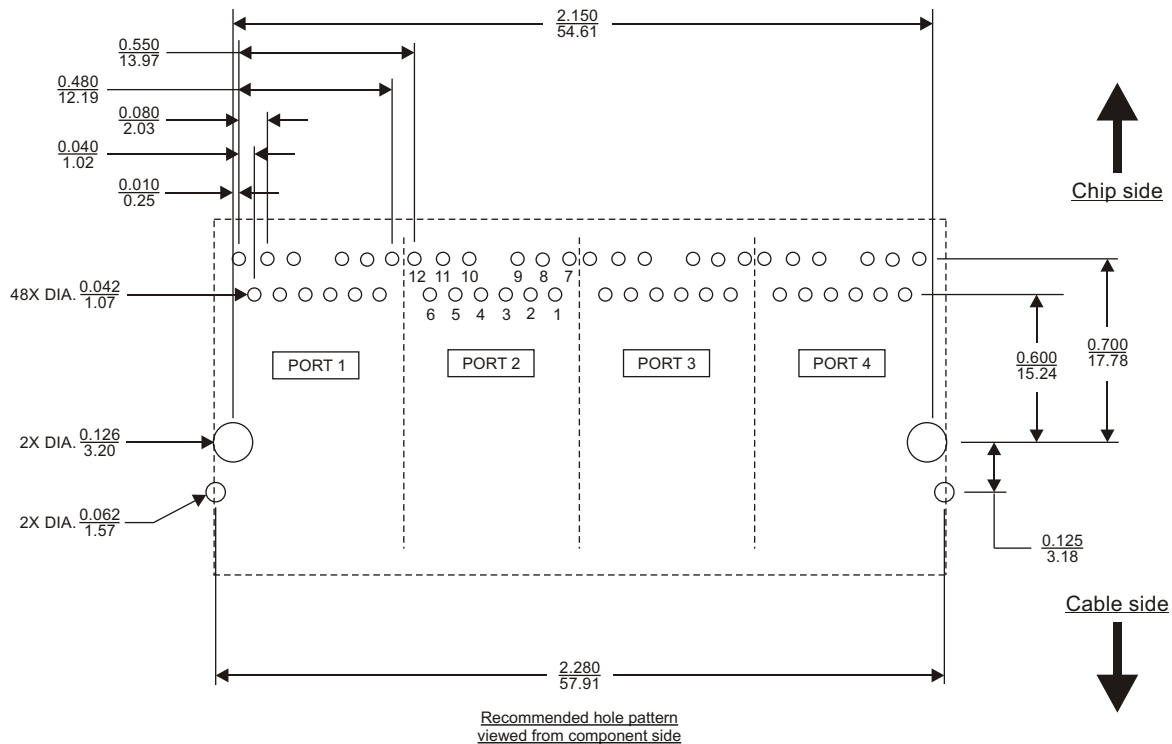 2.150
54.61
0.550
13.97
0.480
12.19
0.080
2.03
0.040
1.02
0.010
0.25
Chip side
12 11 10 9 8 7
48X DIA. 0.042
1.07
6 5 4 3 2 1
PORT 1
PORT 2
PORT 3
PORT 4
0.600
15.24
0.700
17.78
2X DIA. 0.126
3.20
2X DIA. 0.062
1.57
0.125
3.18
Cable side
2.280
57.91
Recommended hole pattern
viewed from component side